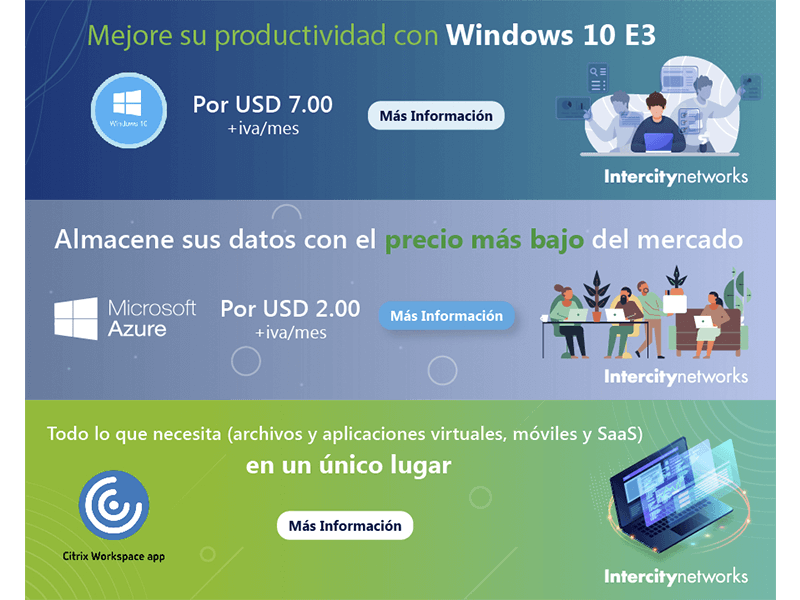 Mejore su productividad con Windows 10 E3
Windows 10
Por USD 7.00
+iva/mes
Más Información
Intercitynetworks
Almacene sus datos con el precio más bajo del mercado
Microsoft
Azure
Por USD 2.00
+iva/mes
Más Información
Intercitynetworks
Todo lo que necesita (archivos y aplicaciones virtuales, móviles y SaaS)
en un único lugar
Citrix Workspace app
Más Información
Intercitynetworks